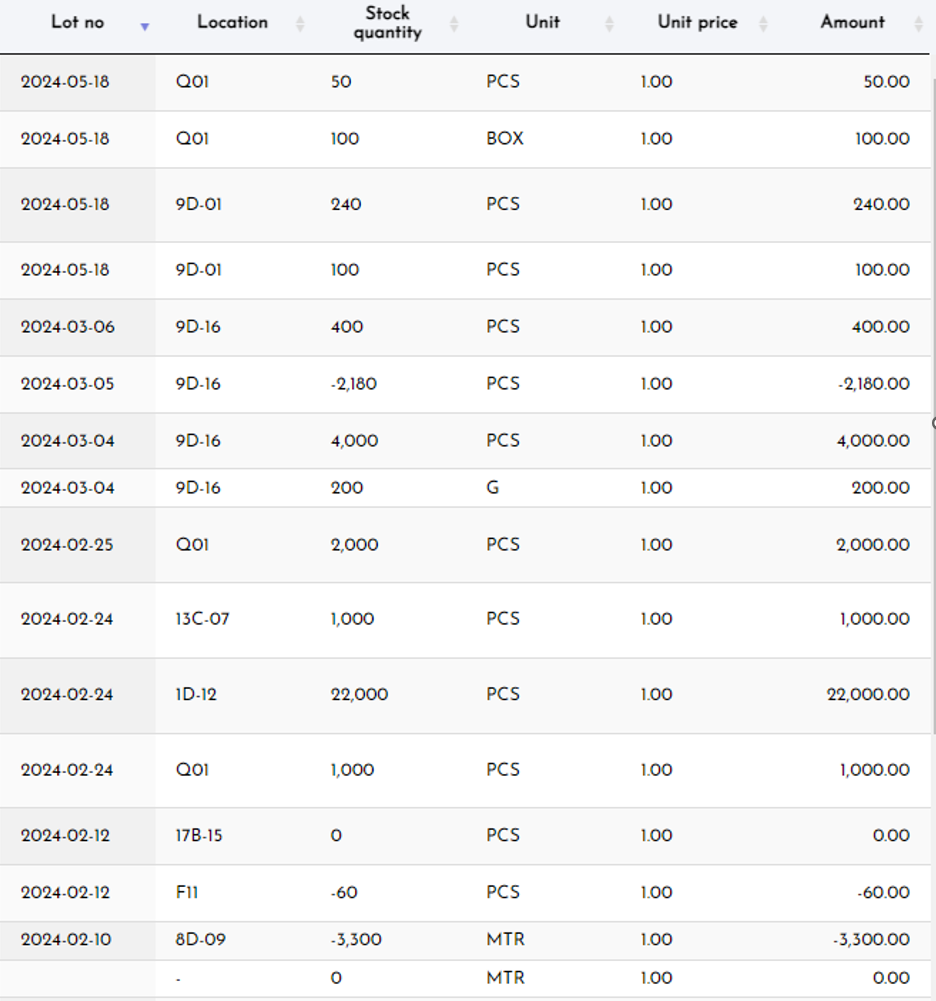 Lot no Location Stock quantity Unit Unit price Amount
2024-05-18 Q01 50 PCS 1.00 50.00
2024-05-18 Q01 100 BOX 1.00 100.00
2024-05-18 9D-01 240 PCS 1.00 240.00
2024-05-18 9D-01 100 PCS 1.00 100.00
2024-03-06 9D-16 400 PCS 1.00 400.00
2024-03-05 9D-16 -2,180 PCS 1.00 -2,180.00
2024-03-04 9D-16 4,000 PCS 1.00 4,000.00
2024-03-04 9D-16 200 G 1.00 200.00
2024-02-25 Q01 2,000 PCS 1.00 2,000.00
2024-02-24 13C-07 1,000 PCS 1.00 1,000.00
2024-02-24 1D-12 22,000 PCS 1.00 22,000.00
2024-02-24 Q01 1,000 PCS 1.00 1,000.00
2024-02-12 17B-15 0 PCS 1.00 0.00
2024-02-12 F11 -60 PCS 1.00 -60.00
2024-02-10 8D-09 -3,300 MTR 1.00 -3,300.00
- 0 MTR 1.00 0.00